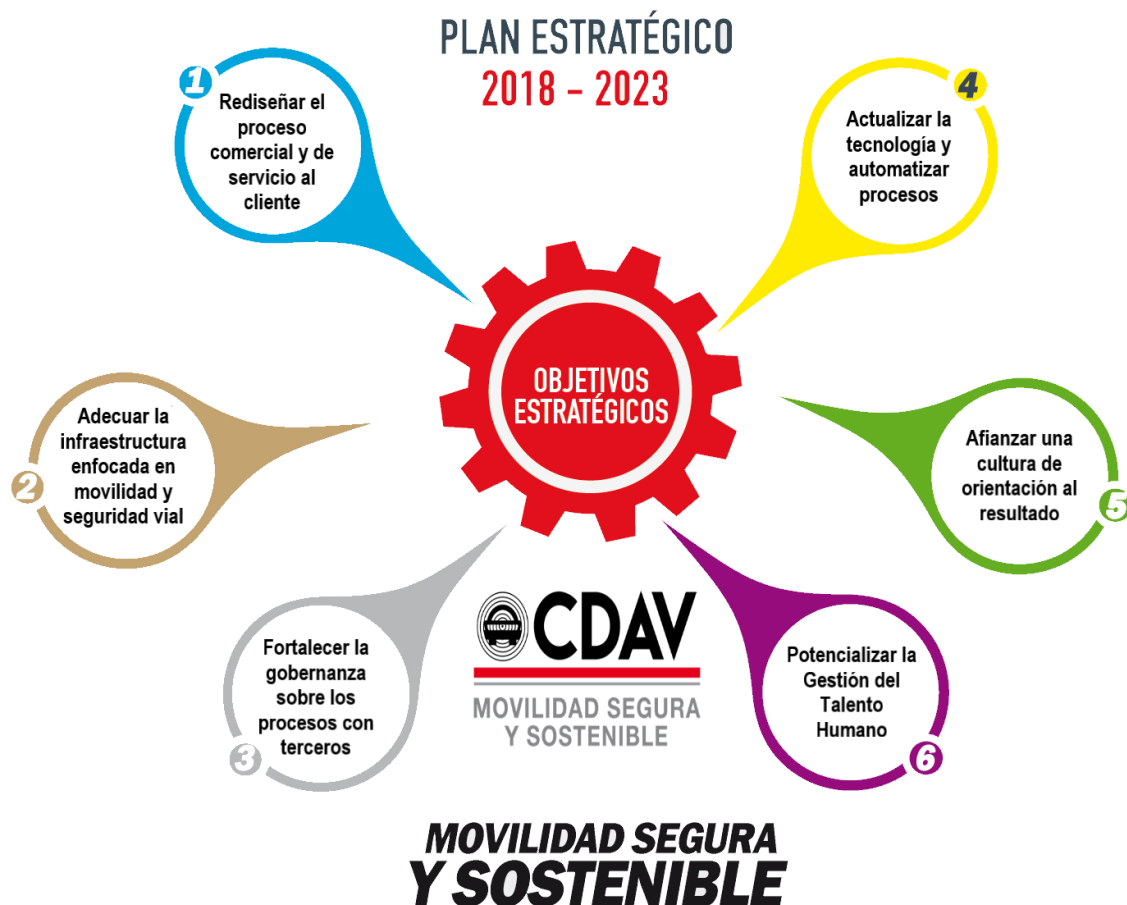 PLAN ESTRATÉGICO
2018 - 2023
1
Rediseñar el
proceso
comercial y de
servicio al
cliente
2
Adecuar la
infraestructura
enfocada en
movilidad y
seguridad vial
3
Fortalecer la
gobernanza
sobre los
procesos con
terceros
4
Actualizar la
tecnología y
automatizar
procesos
5
Afianzar una
cultura de
orientación al
resultado
6
Potencializar la
Gestión del
Talento
Humano
OBJETIVOS
ESTRATÉGICOS
CDAV
MOVILIDAD SEGURA
Y SOSTENIBLE
MOVILIDAD SEGURA
Y SOSTENIBLE